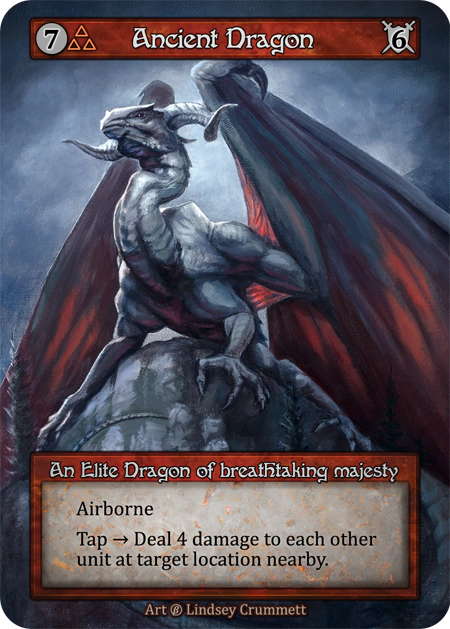 7 Ancient Dragon 6
An Elite Dragon of breathtaking majesty
Airborne
Tap → Deal 4 damage to each other
unit at target location nearby.
Art Lindsey Crummett